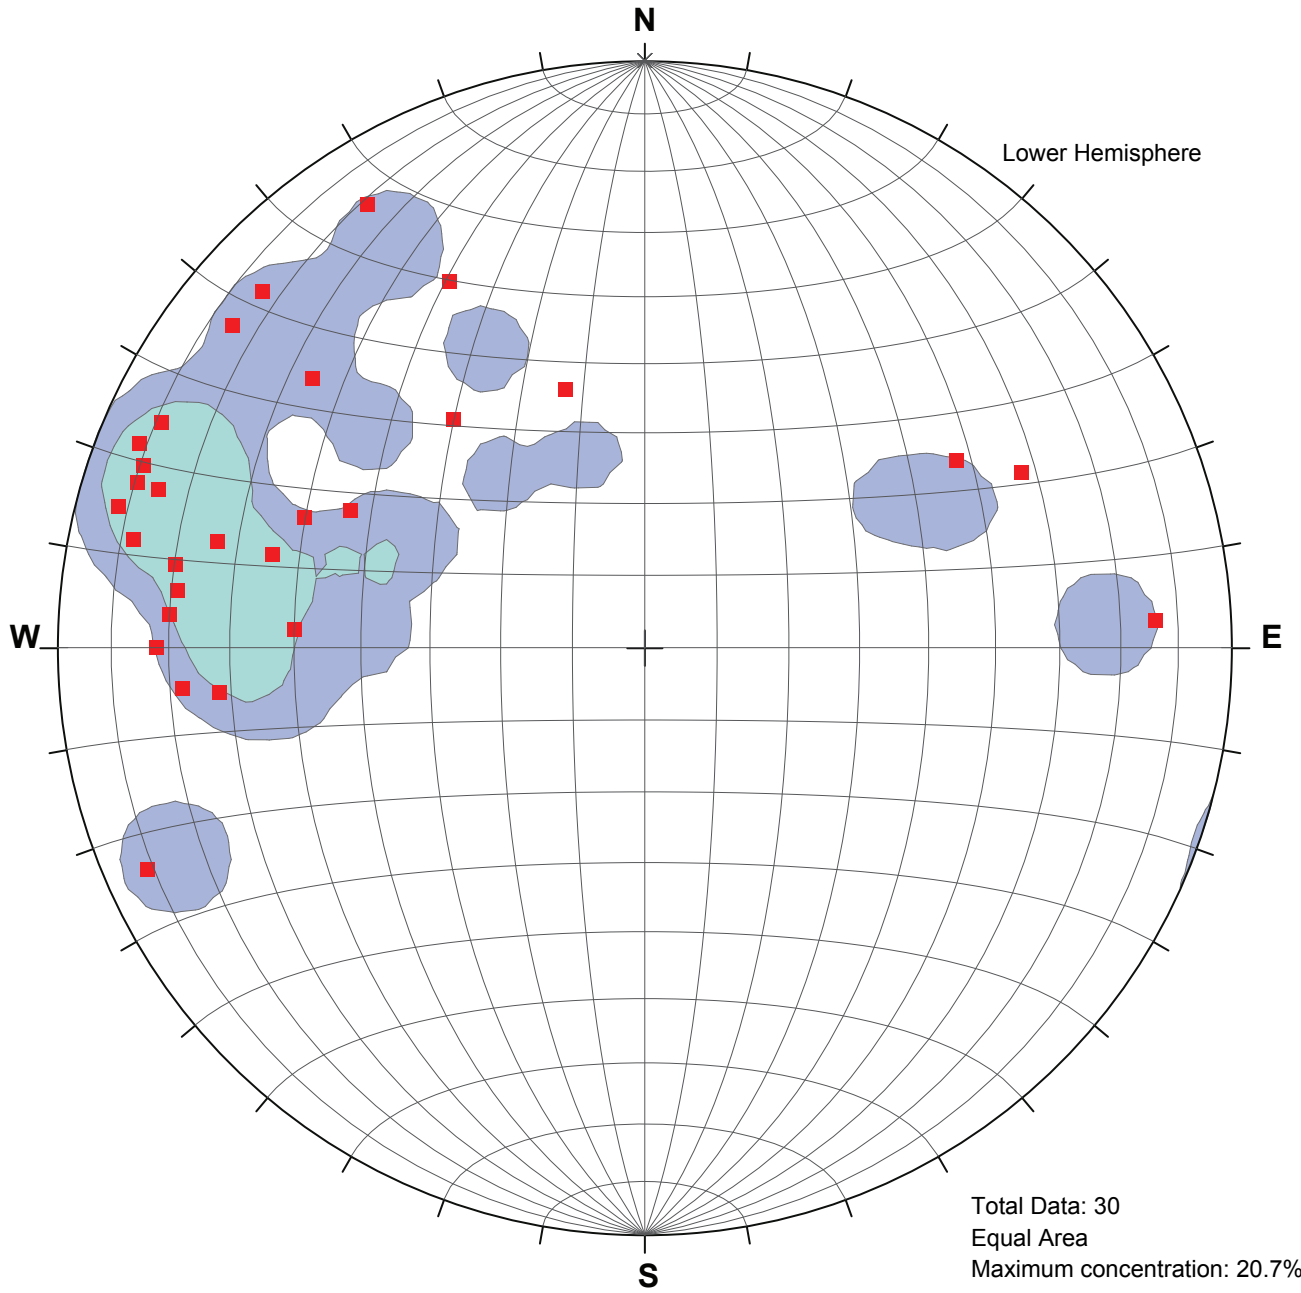 N
Lower Hemisphere
W
E
Total Data: 30
Equal Area
Maximum concentration: 20.7%
S